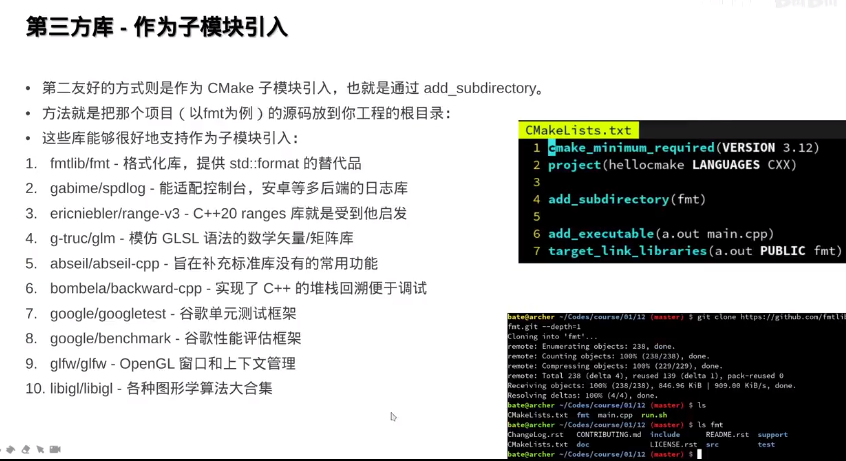 第三方库 - 作为子模块引入
• 第二友好的方式则是作为 CMake 子模块引入，也就是通过 add_subdirectory。
• 方法就是把那个项目（以fmt为例）的源码放到你工程的根目录：
• 这些库能够很好地支持作为子模块引入：
1. fmtlib/fmt - 格式化库，提供 std::format 的替代品
2. gabime/spdlog - 能适配控制台，安卓等多后端的日志库
3. ericniebler/range-v3 - C++20 ranges 库就是受到他启发
4. g-truc/glm - 模仿 GLSL 语法的数学矢量/矩阵库
5. abseil/abseil-cpp - 旨在补充标准库没有的常用功能
6. bombela/backward-cpp - 实现了 C++ 的堆栈回溯便于调试
7. google/googletest - 谷歌单元测试框架
8. google/benchmark - 谷歌性能评估框架
9. glfw/glfw - OpenGL 窗口和上下文管理
10. libigl/libigl - 各种图形学算法大合集
CMakeLists.txt
1 cmake_minimum_required(VERSION 3.12)
2 project(hellocmake LANGUAGES CXX)
3
4 add_subdirectory(fmt)
5
6 add_executable(a.out main.cpp)
7 target_link_libraries(a.out PUBLIC fmt)
bate@archer ~/Codes/course/01/12 (master) $ git clone https://github.com/fmtlib
fmt.git --depth=1
Cloning into 'fmt'...
remote: Enumerating objects: 238, done.
remote: Counting objects: 100% (238/238), done.
remote: Compressing objects: 100% (229/229), done.
remote: Total 238 (delta 4), reused 139 (delta 1), pack-reused 0
Receiving objects: 100% (238/238), 846.96 KiB | 909.00 KiB/s, done.
Resolving deltas: 100% (4/4), done.
bate@archer ~/Codes/course/01/12 (master) $ ls
CMakeLists.txt fmt main.cpp run.sh
bate@archer ~/Codes/course/01/12 (master) $ ls fmt
ChangeLog.rst CONTRIBUTING.md include README.rst support
CMakeLists.txt doc LICENSE.rst src test
bate@archer ~/Codes/course/01/12 (master) $